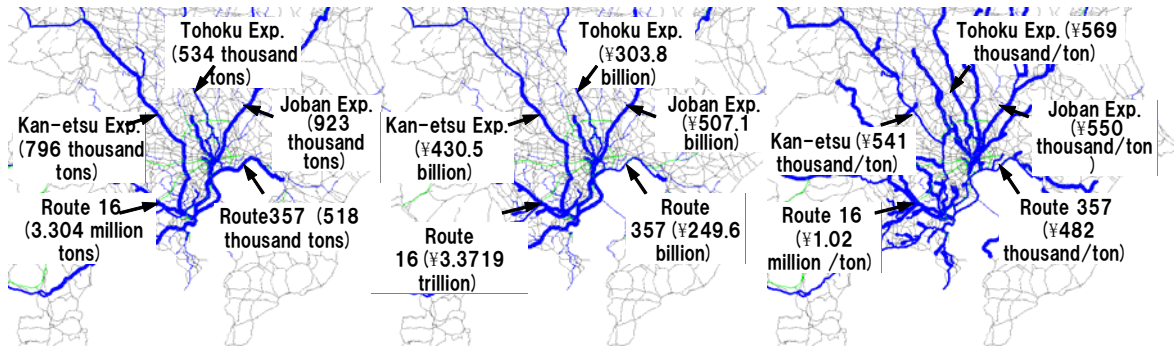 Tohoku Exp.
(534 thousand
tons)
Joban Exp.
(923
thousand
tons)
Kan-etsu Exp.
(796 thousand
tons)
Route 16
(3.304 million
tons)
Route357 (518
thousand tons)
Tohoku Exp.
(¥303.8
billion)
Joban Exp.
(¥507.1
billion)
Kan-etsu Exp.
(¥430.5
billion)
Route
16 (¥3.3719
trillion)
Route
357 (¥249.6
billion)
Tohoku Exp. (¥569
thousand/ton)
Joban Exp.
(¥550
thousand/ton
)
Kan-etsu (¥541
thousand/ton)
Route 16
(¥1.02
million /ton)
Route 357
(¥482
thousand/ton)